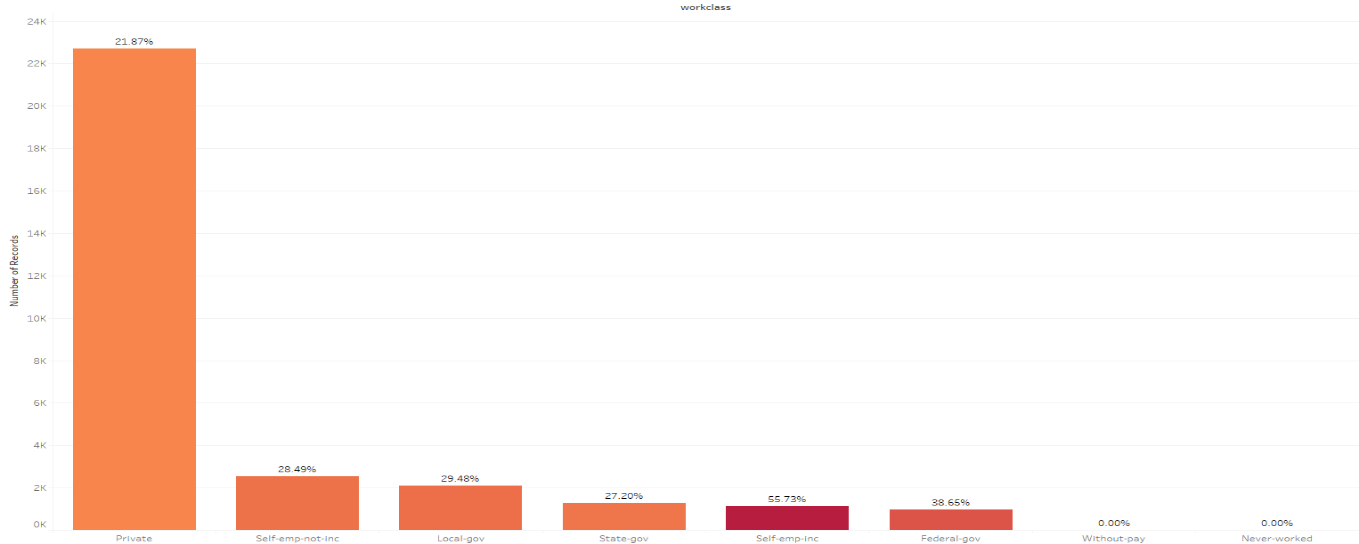 workclass
Number of Records
24K
22K
20K
18K
16K
14K
12K
10K
8K
6K
4K
2K
0K
21.87%
28.49%
29.48%
27.20%
55.73%
38.65%
0.00%
0.00%
Private
Self-emp-not-inc
Local-gov
State-gov
Self-emp-inc
Federal-gov
Without-pay
Never-worked